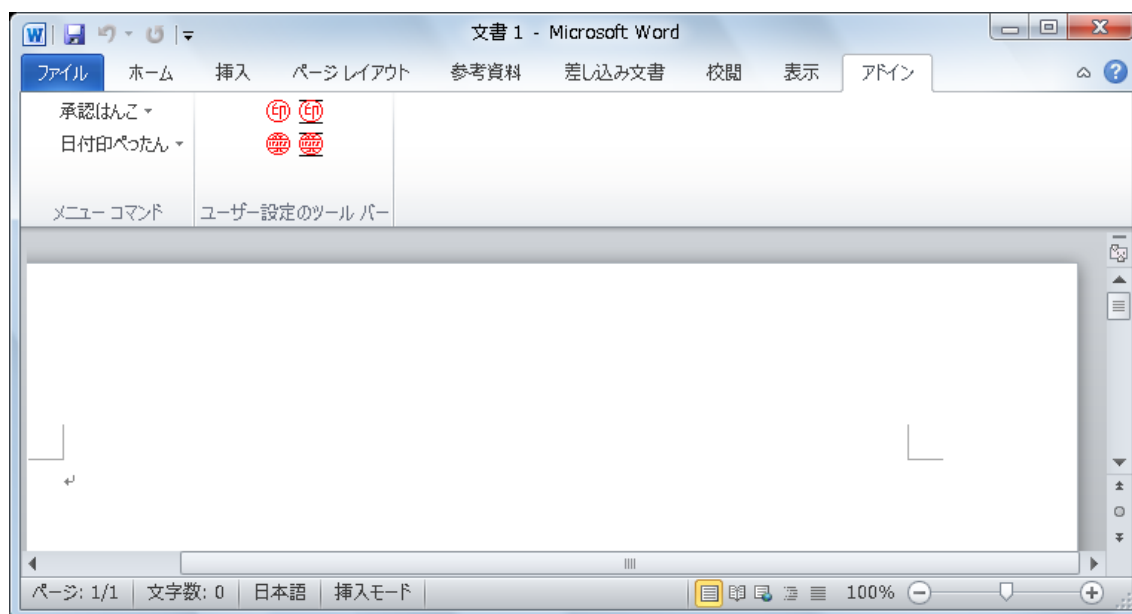 文書 1 - Microsoft Word
ファイル ホーム 挿入 ページ レイアウト 参考資料 差し込み文書 校閲 表示 アドイン
承認はんこ
日付印ぺったん
印 印
メニュー コマンド ユーザー設定のツール バー
ページ: 1/1 文字数: 0 日本語 挿入モード 100%